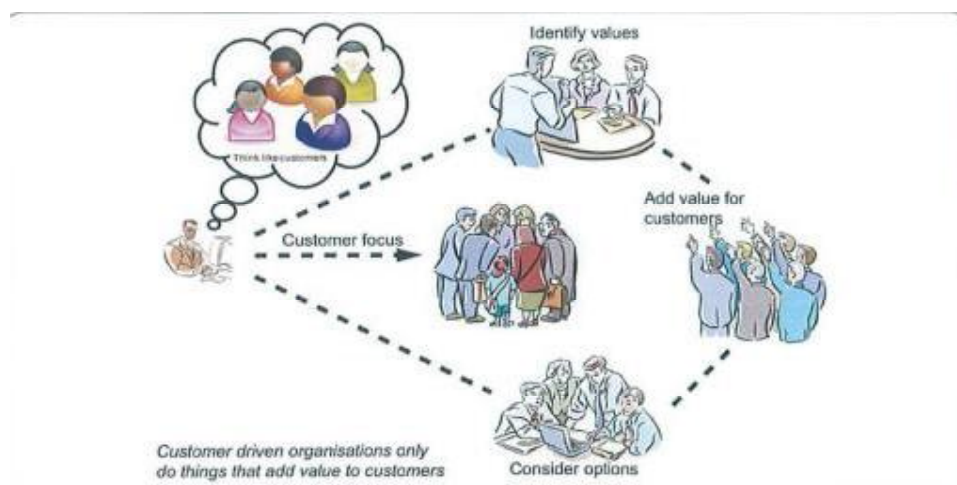 Identify values
Think like customers
Add value for
customers
Customer focus
Customer driven organisations only
do things that add value to customers
Consider options